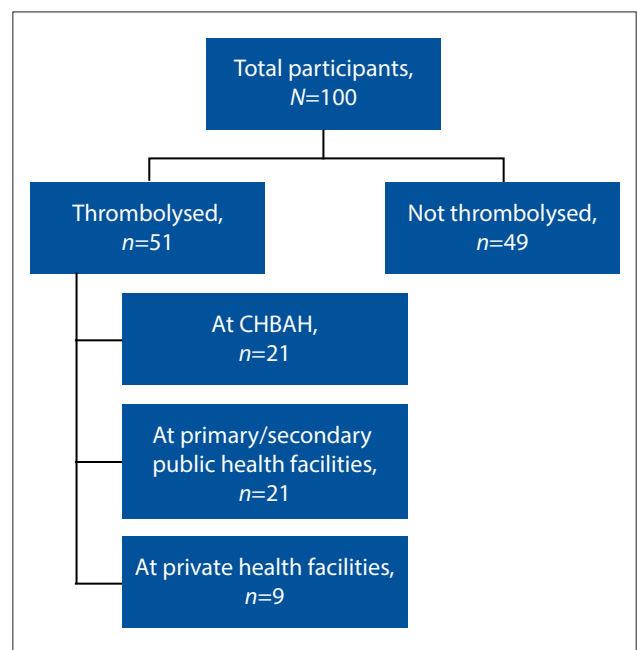 Total participants,
N=100
Thrombolysed,
n=51
Not thrombolysed,
n=49
At CHBAH,
n=21
At primary/secondary
public health facilities,
n=21
At private health facilities,
n=9